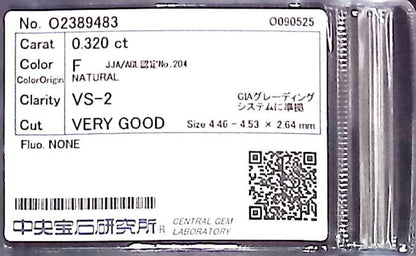 No. O2389483 O090525
Carat 0.320 ct
Color F JJA/AGL認定No.204
ColorOrigin NATURAL
Clarity VS-2 GIAグレーディング
システムに準拠
Cut VERY GOOD Size 4.46 - 4.53 × 2.64 mm
Fluo. NONE
中央宝石研究所® CENTRAL GEM
LABORATORY